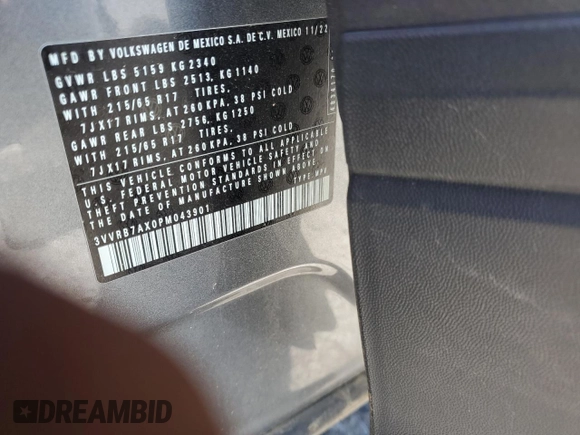 MFD BY VOLKSWAGEN DE MEXICO S.A. DE C.V. MEXICO 11/22
GVWR LBS 5159 KG 2340
GAWR FRONT LBS 2513, KG 1140
WITH 215/65 R17 TIRES,
7JX17 RIMS, AT 260 KPA, 38 PSI COLD
GAWR REAR LBS 2756, KG 1250
WITH 215/65 R17 TIRES,
7JX17 RIMS, AT 260 KPA, 38 PSI COLD
THIS VEHICLE CONFORMS TO ALL APPLICABLE
U.S. FEDERAL MOTOR VEHICLE SAFETY AND
THEFT PREVENTION STANDARDS IN EFFECT ON
THE DATE OF MANUFACTURE SHOWN ABOVE.
3VVRB7AX0PM043901 TYPE: MPV
DREAMBID